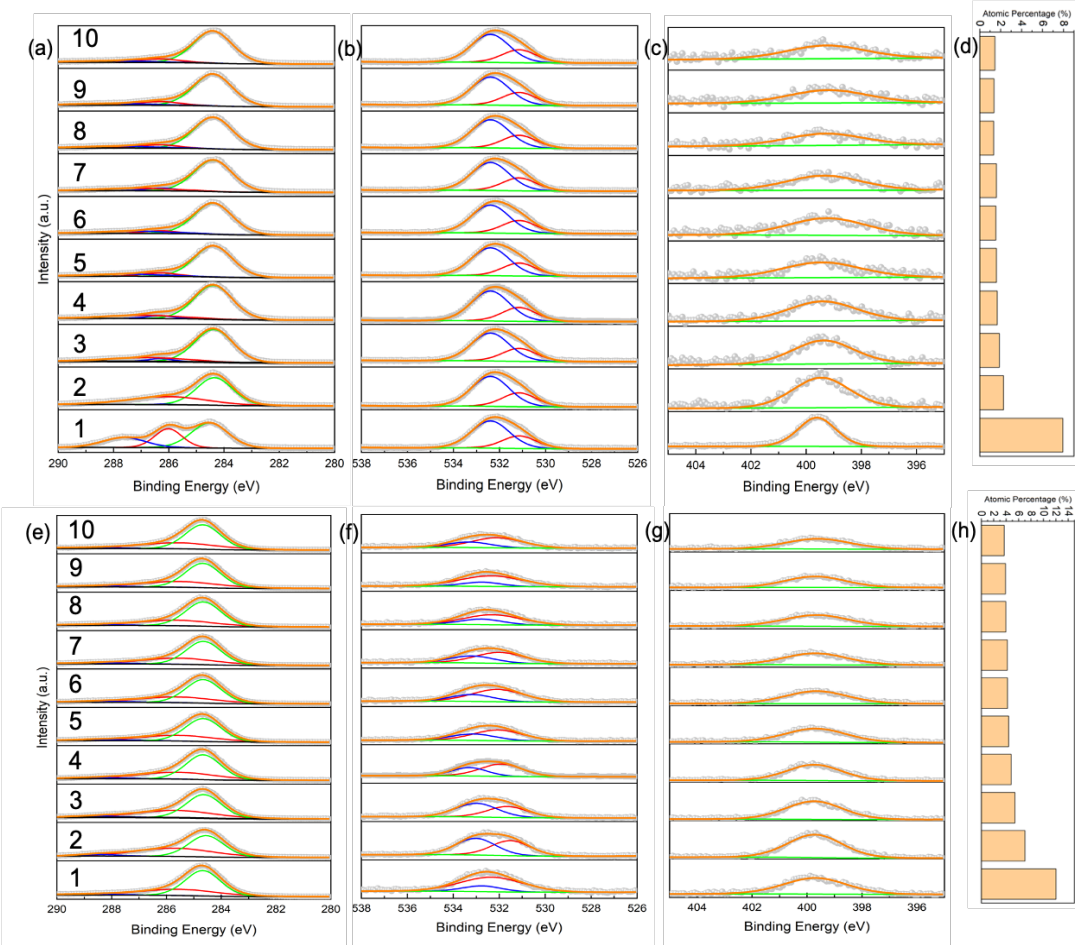 (a)
10
9
8
7
6
5
4
3
2
1
290 288 286 284 282 280
Binding Energy (eV)
Intensity (a.u.)
(b)
538 536 534 532 530 528 526
Binding Energy (eV)
(c)
404 402 400 398 396
Binding Energy (eV)
(d)
Atomic Percentage (%)
0 2 4 6 8
(e)
10
9
8
7
6
5
4
3
2
1
290 288 286 284 282 280
Binding Energy (eV)
Intensity (a.u.)
(f)
538 536 534 532 530 528 526
Binding Energy (eV)
(g)
404 402 400 398 396
Binding Energy (eV)
(h)
Atomic Percentage (%)
0 2 4 6 8 10 12 14